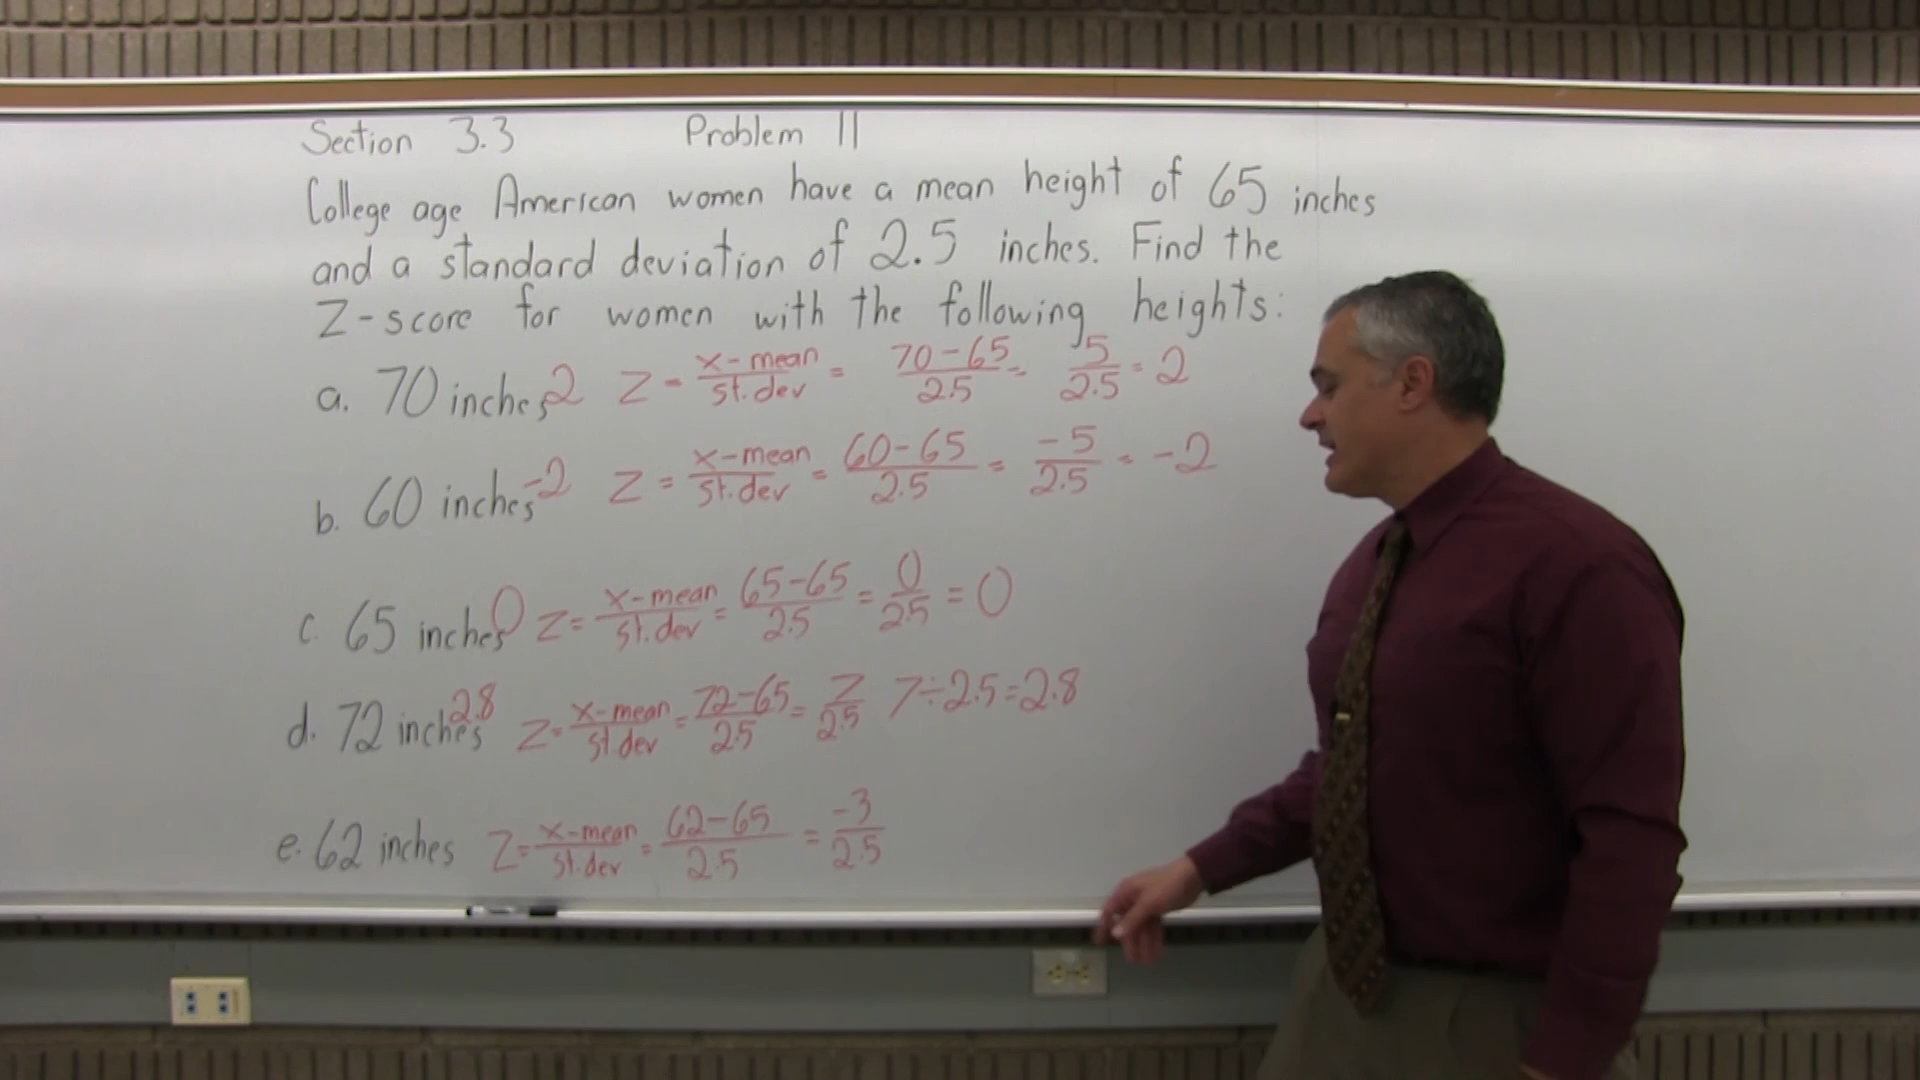 Section 3.3 Problem 11
College age American women have a mean height of 65 inches
and a standard deviation of 2.5 inches. Find the
Z-score for women with the following heights:
a. 70 inches 2 Z = x-mean/st.dev = 70-65/2.5 = 5/2.5 = 2
b. 60 inches -2 Z = x-mean/st.dev = 60-65/2.5 = -5/2.5 = -2
c. 65 inches 0 Z = x-mean/st.dev = 65-65/2.5 = 0/2.5 = 0
d. 72 inches 2.8 Z = x-mean/st.dev = 72-65/2.5 = 7/2.5 7÷2.5=2.8
e. 62 inches Z = x-mean/st.dev = 62-65/2.5 = -3/2.5